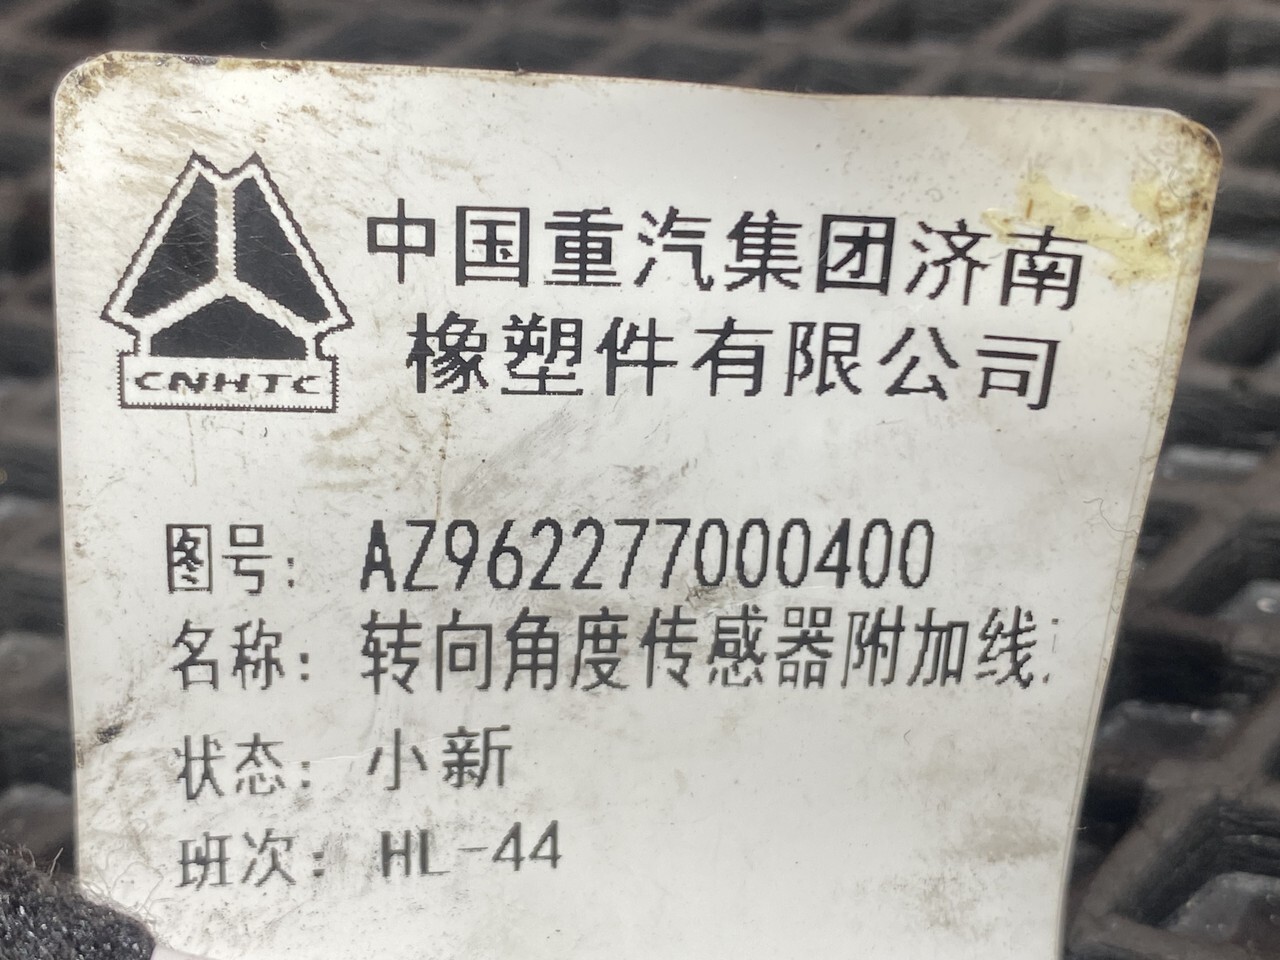 CNHTC
中国重汽集团济南
橡塑件有限公司
图号: AZ962277000400
名称: 转向角度传感器附加线
状态: 小新
班次: HL-44